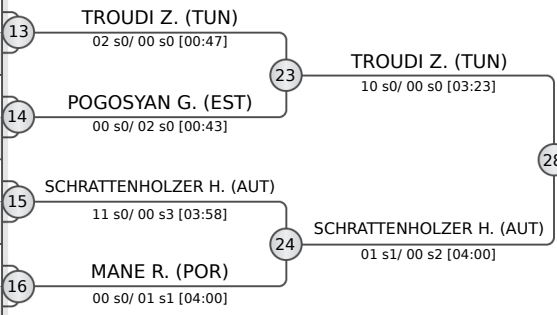 TROUDI Z. (TUN)
13
02 s0/ 00 s0 [00:47]
23
TROUDI Z. (TUN)
10 s0/ 00 s0 [03:23]
POGOSYAN G. (EST)
14
00 s0/ 02 s0 [00:43]
28
SCHRATTENHOLZER H. (AUT)
15
11 s0/ 00 s3 [03:58]
24
SCHRATTENHOLZER H. (AUT)
01 s1/ 00 s2 [04:00]
MANE R. (POR)
16
00 s0/ 01 s1 [04:00]